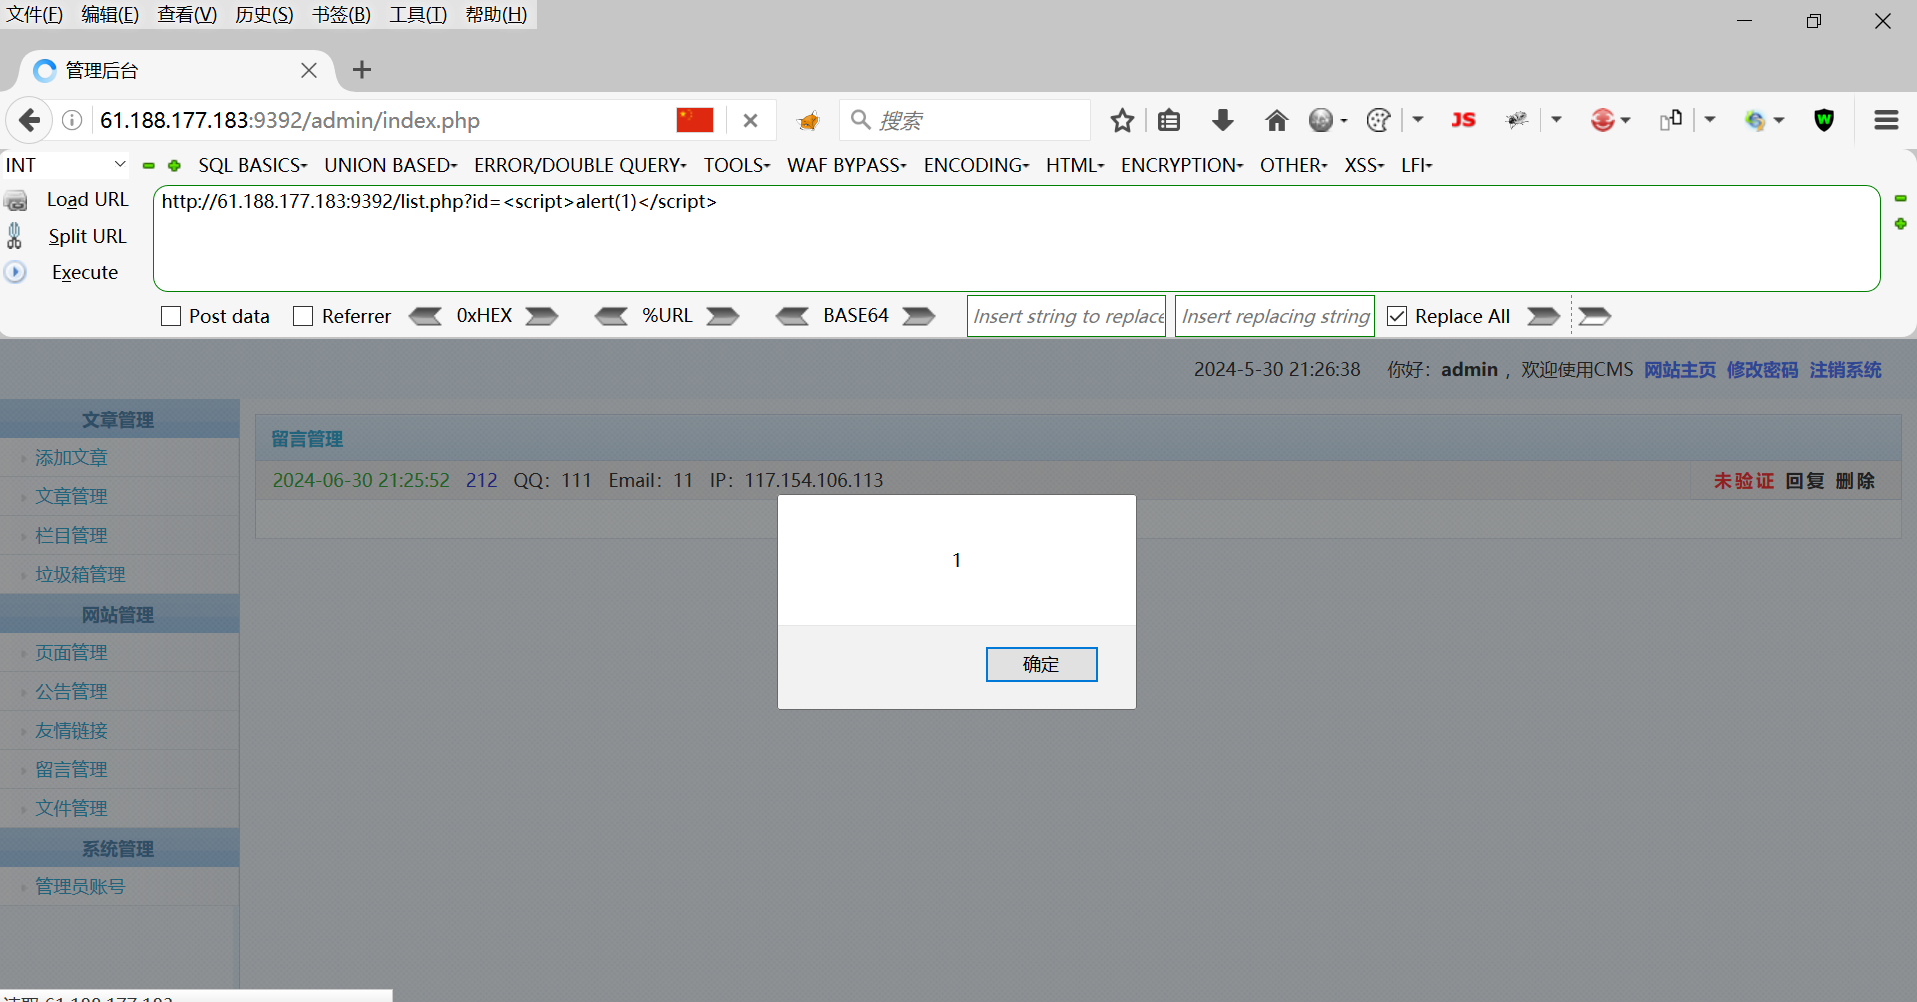 文件(F) 编辑(E) 查看(V) 历史(S) 书签(B) 工具(T) 帮助(H)
管理后台
61.188.177.183:9392/admin/index.php 搜索 JS W
INT SQL BASICS UNION BASED ERROR/DOUBLE QUERY TOOLS WAF BYPASS ENCODING HTML ENCRYPTION OTHER XSS LFI
Load URL http://61.188.177.183:9392/list.php?id=<script>alert(1)</script>
Split URL
Execute
Post data Referrer 0xHEX %URL BASE64 Insert string to replace Insert replacing string Replace All
2024-5-30 21:26:38 你好：admin ，欢迎使用CMS 网站主页 修改密码 注销系统
文章管理
添加文章
文章管理
栏目管理
垃圾箱管理
网站管理
页面管理
公告管理
友情链接
留言管理
文件管理
系统管理
管理员账号
留言管理
2024-06-30 21:25:52 212 QQ：111 Email：11 IP：117.154.106.113 未验证 回复 删除
1
确定